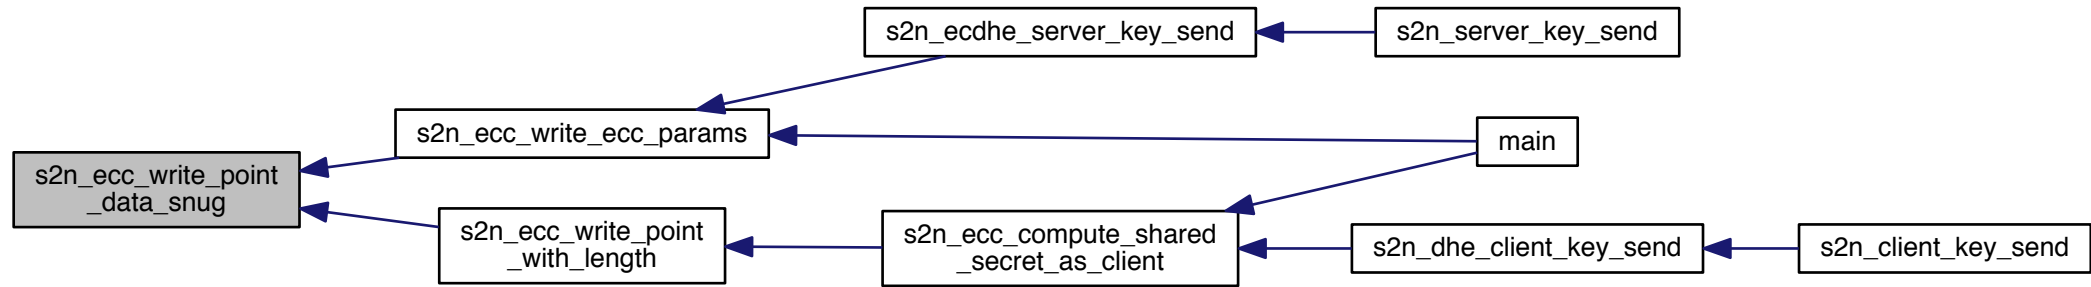 s2n_ecdhe_server_key_send
s2n_server_key_send
s2n_ecc_write_ecc_params
main
s2n_ecc_write_point
_data_snug
s2n_ecc_write_point
_with_length
s2n_ecc_compute_shared
_secret_as_client
s2n_dhe_client_key_send
s2n_client_key_send